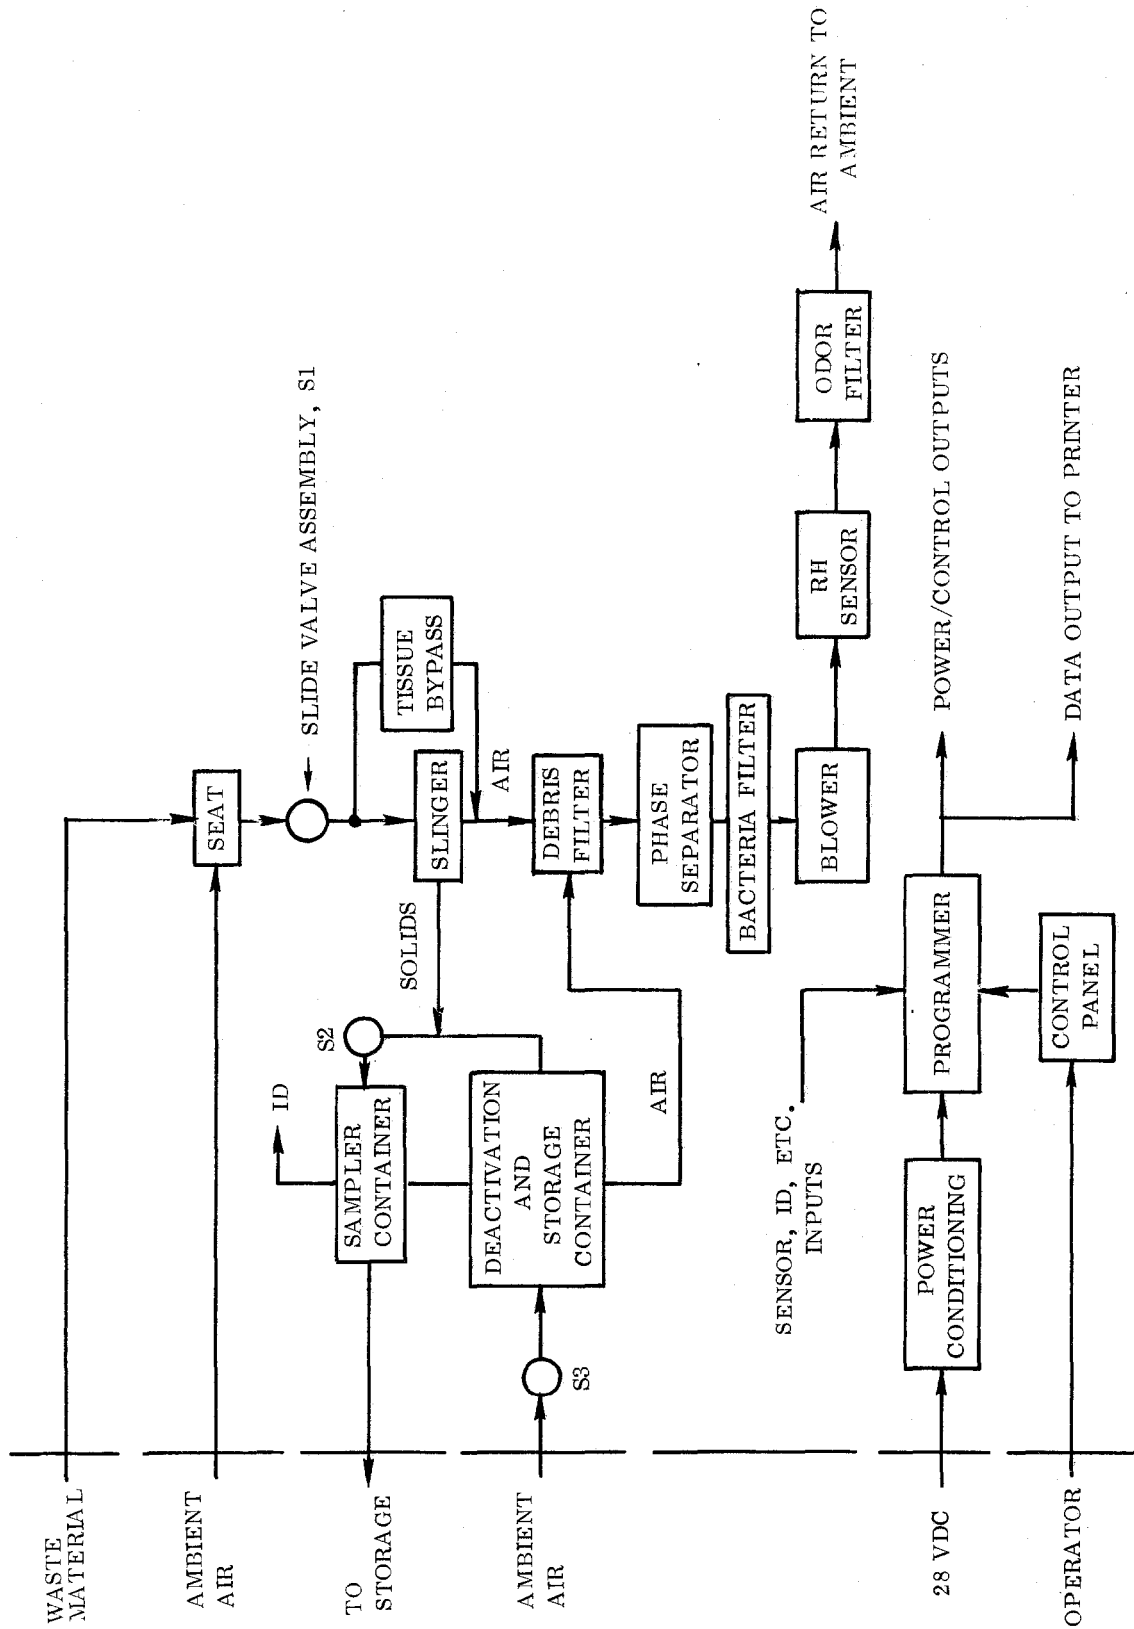 WASTE
MATERIAL
AMBIENT
AIR
TO
STORAGE
AMBIENT
AIR
28 VDC
OPERATOR
SEAT
SLIDE VALVE ASSEMBLY, S1
TISSUE
BYPASS
SLINGER
AIR
SOLIDS
S2
ID
SAMPLER
CONTAINER
DEACTIVATION
AND
STORAGE
CONTAINER
S3
AIR
DEBRIS
FILTER
PHASE
SEPARATOR
BACTERIA FILTER
BLOWER
RH
SENSOR
ODOR
FILTER
AIR RETURN TO
AMBIENT
SENSOR, ID, ETC.
INPUTS
POWER
CONDITIONING
PROGRAMMER
CONTROL
PANEL
POWER/CONTROL OUTPUTS
DATA OUTPUT TO PRINTER